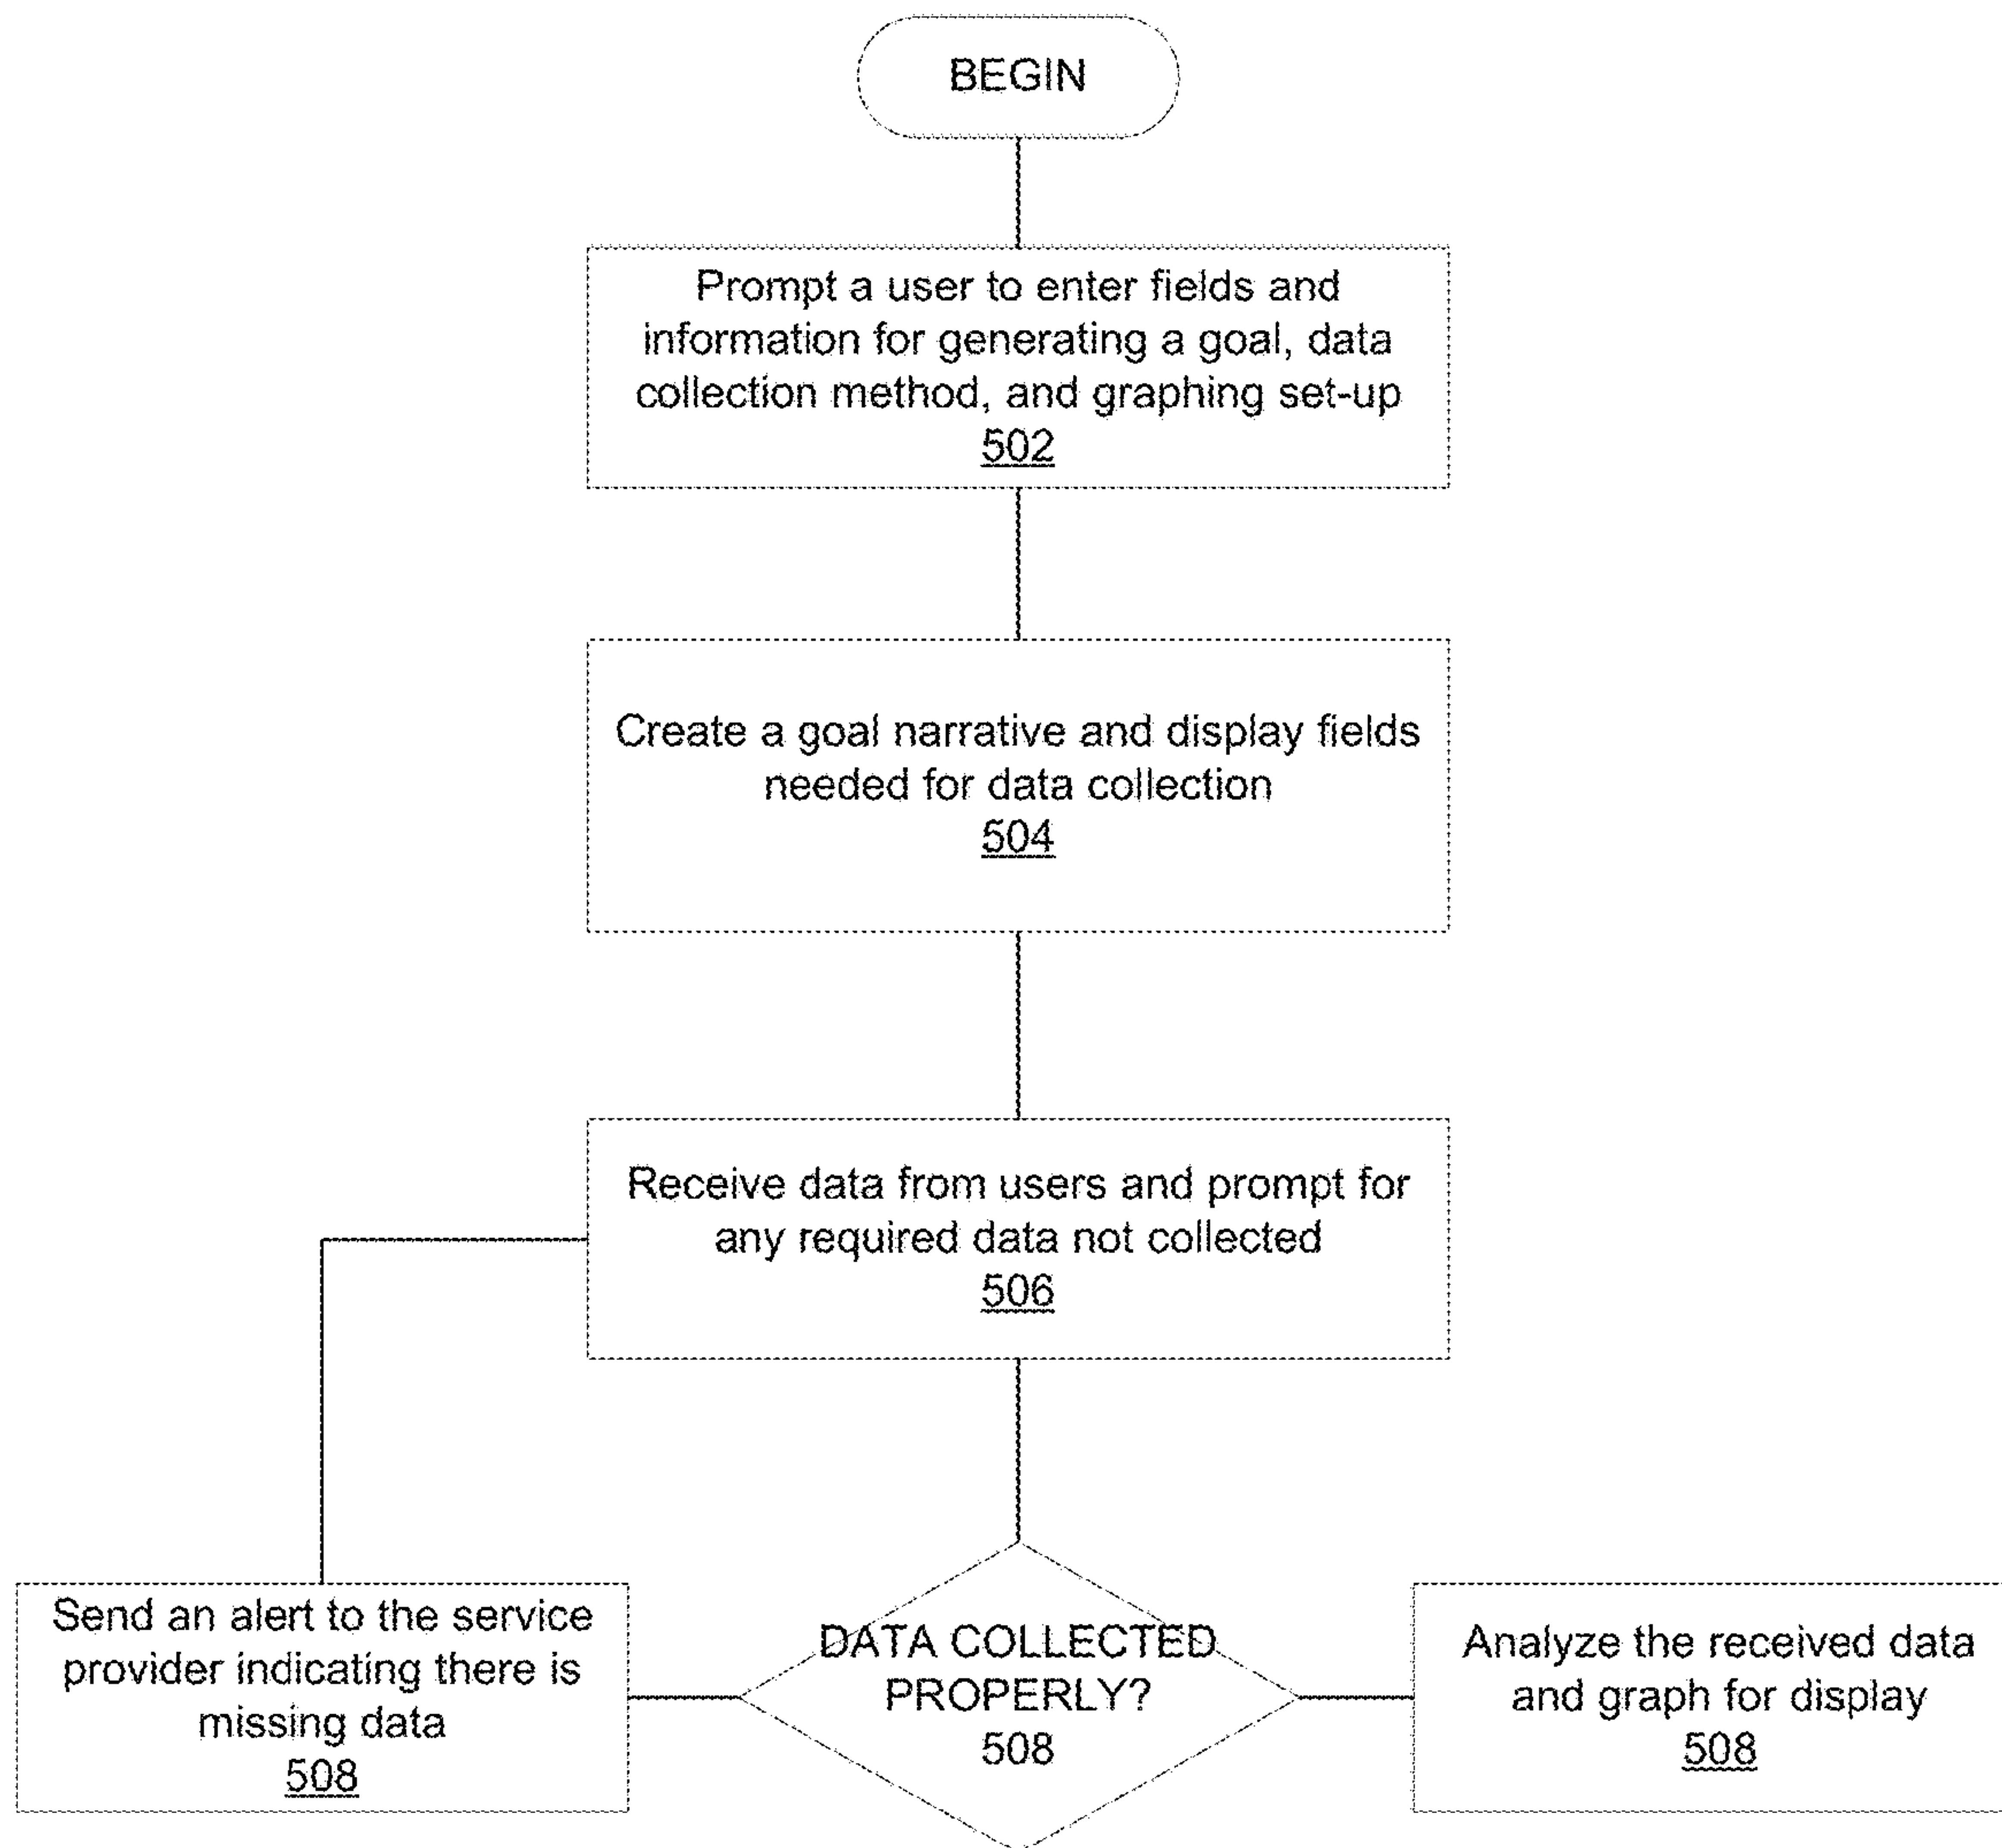 BEGIN
Prompt a user to enter fields and
information for generating a goal, data
collection method, and graphing set-up
502
Create a goal narrative and display fields
needed for data collection
504
Receive data from users and prompt for
any required data not collected
506
Send an alert to the service
provider indicating there is
missing data
508
DATA COLLECTED
PROPERLY?
508
Analyze the received data
and graph for display
508